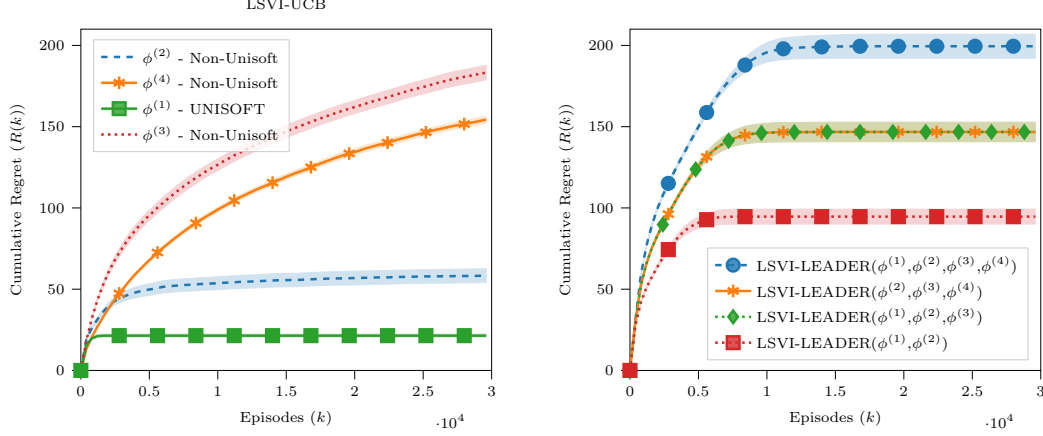 LSVI-UCB
Cumulative Regret (R(k))
200
150
100
50
0
ϕ(2) - Non-Unisoft
ϕ(4) - Non-Unisoft
ϕ(1) - UNISOFT
ϕ(3) - Non-Unisoft
0 0.5 1 1.5 2 2.5 3
Episodes (k)
·10^4
Cumulative Regret (R(k))
200
150
100
50
0
LSVI-LEADER(ϕ(1),ϕ(2),ϕ(3),ϕ(4))
LSVI-LEADER(ϕ(2),ϕ(3),ϕ(4))
LSVI-LEADER(ϕ(1),ϕ(2),ϕ(3))
LSVI-LEADER(ϕ(1),ϕ(2))
0 0.5 1 1.5 2 2.5 3
Episodes (k)
·10^4